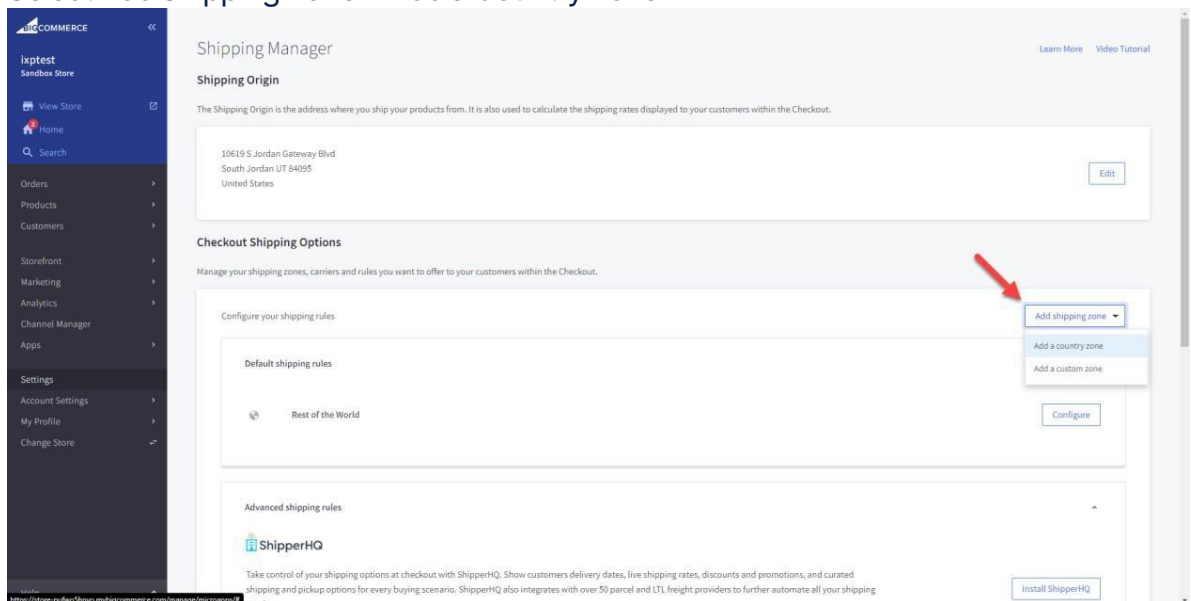 BIGCOMMERCE
ixptest
Sandbox Store
View Store
2
Home
Search
Orders
Products
Customers
Storefront
Marketing
Analytics
Channel Manager
Apps
Settings
Account Settings
My Profile
Change Store
Shipping Manager
Learn More Video Tutorial
Shipping Origin
The Shipping Origin is the address where you ship your products from. It is also used to calculate the shipping rates displayed to your customers within the Checkout.
10619 S Jordan Gateway Blvd
South Jordan UT 84095
United States
Edit
Checkout Shipping Options
Manage your shipping zones, carriers and rules you want to offer to your customers within the Checkout.
Configure your shipping rules
Add shipping zone
Add a country zone
Add a custom zone
Default shipping rules
Rest of the World
Configure
Advanced shipping rules
ShipperHQ
Take control of your shipping options at checkout with ShipperHQ. Show customers delivery dates, live shipping rates, discounts and promotions, and curated
shipping and pickup options for every buying scenario. ShipperHQ also integrates with over 50 parcel and LTL freight providers to further automate all your shipping
Install ShipperHQ